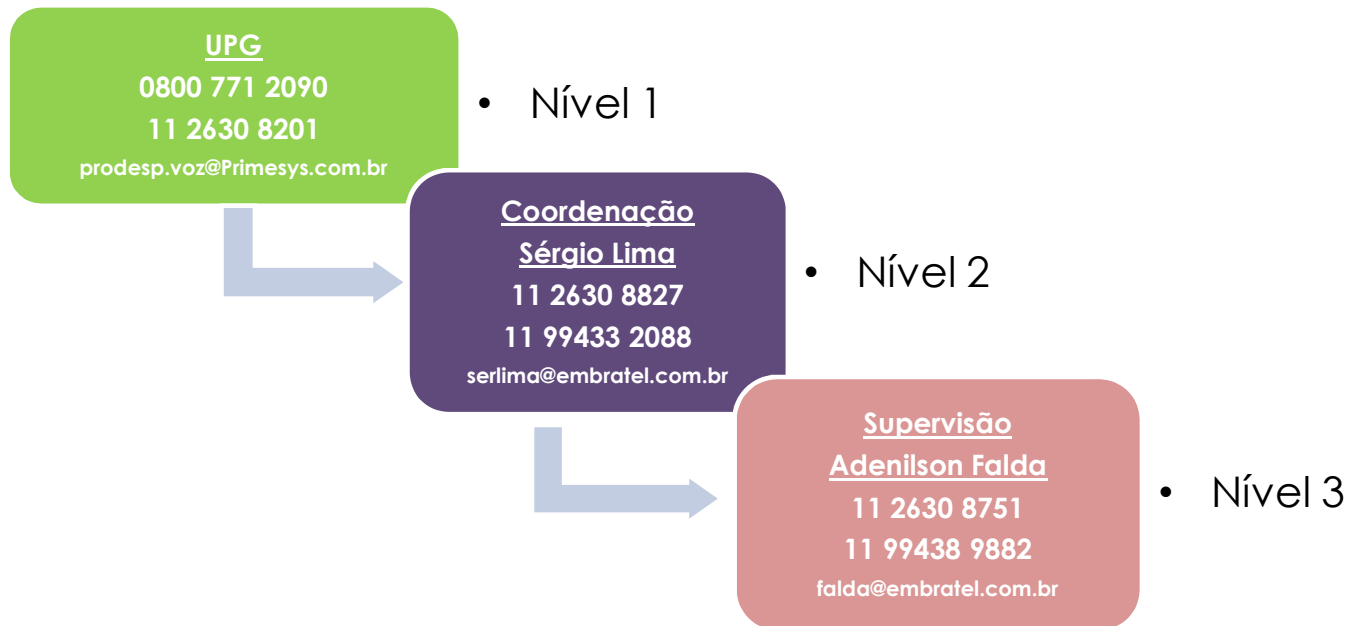 UPG
0800 771 2090
11 2630 8201
prodesp.voz@Primesys.com.br
• Nível 1
Coordenação
Sérgio Lima
11 2630 8827
11 99433 2088
serlima@embratel.com.br
• Nível 2
Supervisão
Adenilson Falda
11 2630 8751
11 99438 9882
falda@embratel.com.br
• Nível 3